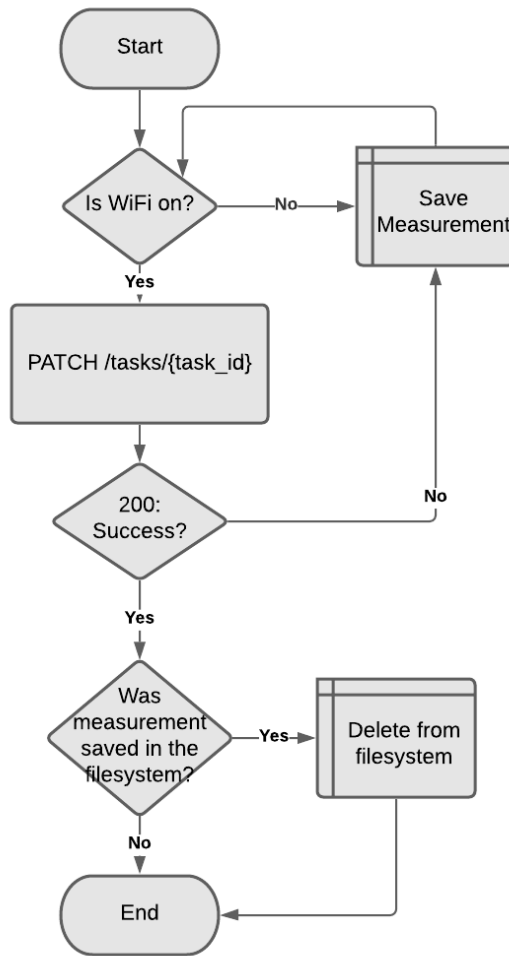 Start
Is WiFi on?
No
Save
Measurement
Yes
PATCH /tasks/{task_id}
200:
Success?
No
Yes
Was
measurement
saved in the
filesystem?
Yes
Delete from
filesystem
No
End